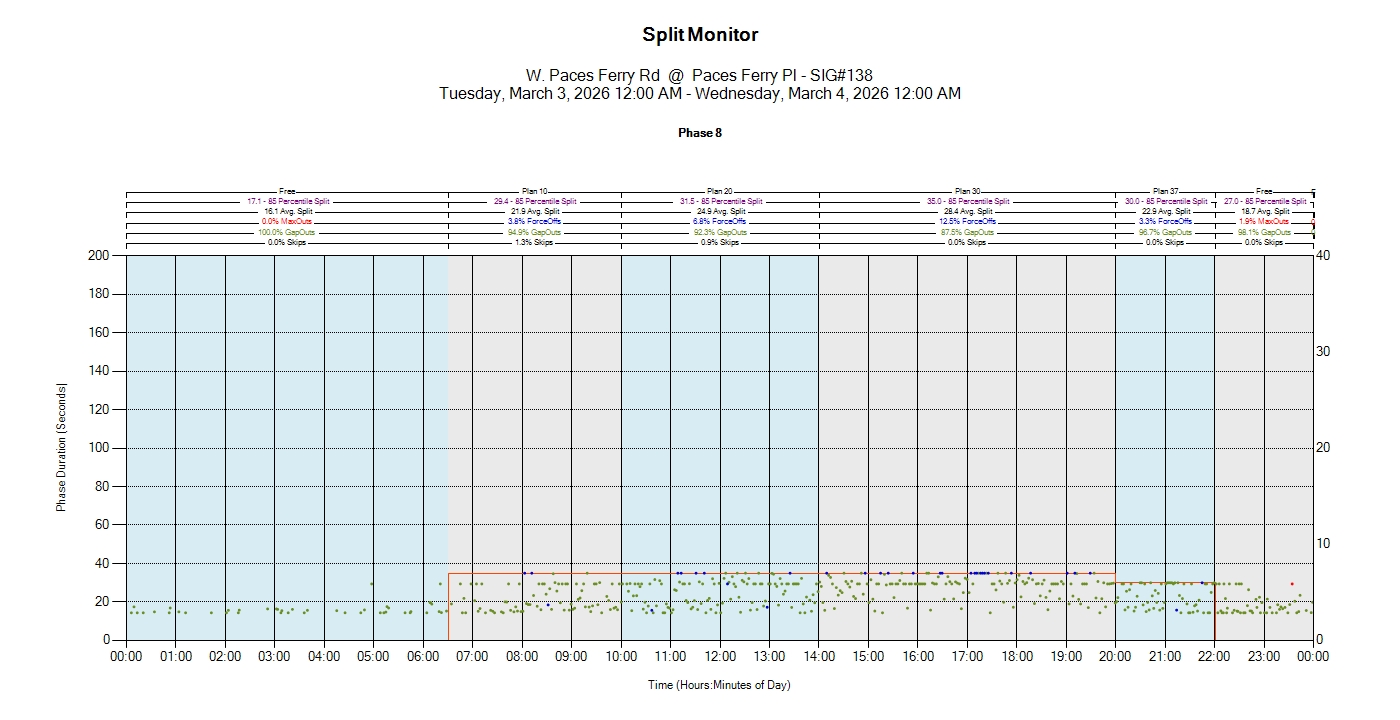 Split Monitor
W. Paces Ferry Rd @ Paces Ferry Pl - SIG#138
Tuesday, March 3, 2026 12:00 AM - Wednesday, March 4, 2026 12:00 AM
Phase 8
Free Plan 10 Plan 20 Plan 30 Plan 37 Free
17.1 - 85 Percentile Split 29.4 - 85 Percentile Split 31.5 - 85 Percentile Split 35.0 - 85 Percentile Split 30.0 - 85 Percentile Split 27.0 - 85 Percentile Split
16.1 Avg. Split 21.9 Avg. Split 24.9 Avg. Split 28.4 Avg. Split 22.9 Avg. Split 18.7 Avg. Split
0.0% MaxOuts 3.8% ForceOffs 6.8% ForceOffs 12.5% ForceOffs 3.3% ForceOffs 1.9% MaxOuts
100.0% GapOuts 94.9% GapOuts 92.3% GapOuts 87.5% GapOuts 96.7% GapOuts 98.1% GapOuts
0.0% Skips 1.3% Skips 0.9% Skips 0.0% Skips 0.0% Skips 0.0% Skips
200 40
180
160
30
140
120
100 20
80
60
10
40
20
0 0
00:00 01:00 02:00 03:00 04:00 05:00 06:00 07:00 08:00 09:00 10:00 11:00 12:00 13:00 14:00 15:00 16:00 17:00 18:00 19:00 20:00 21:00 22:00 23:00 00:00
Phase Duration (Seconds)
Time (Hours:Minutes of Day)